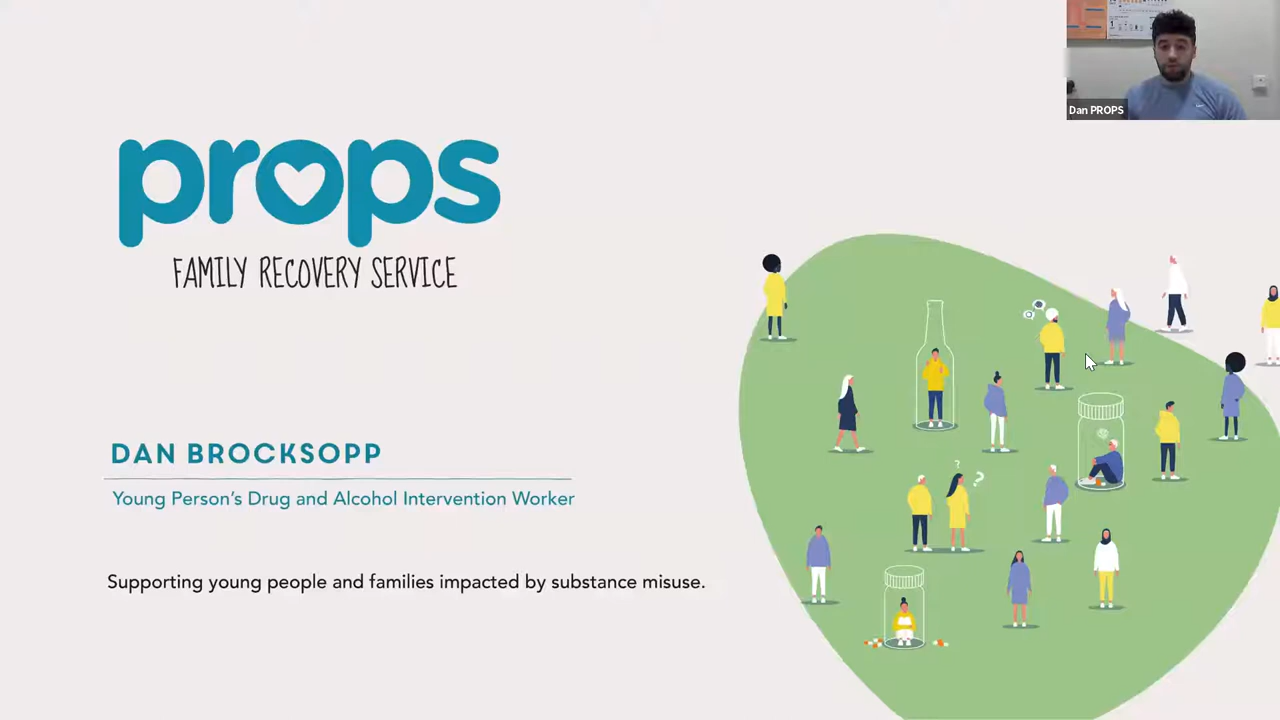 Dan PROPS
props
FAMILY RECOVERY SERVICE
DAN BROCKSOPP
Young Person's Drug and Alcohol Intervention Worker
Supporting young people and families impacted by substance misuse.
? ?